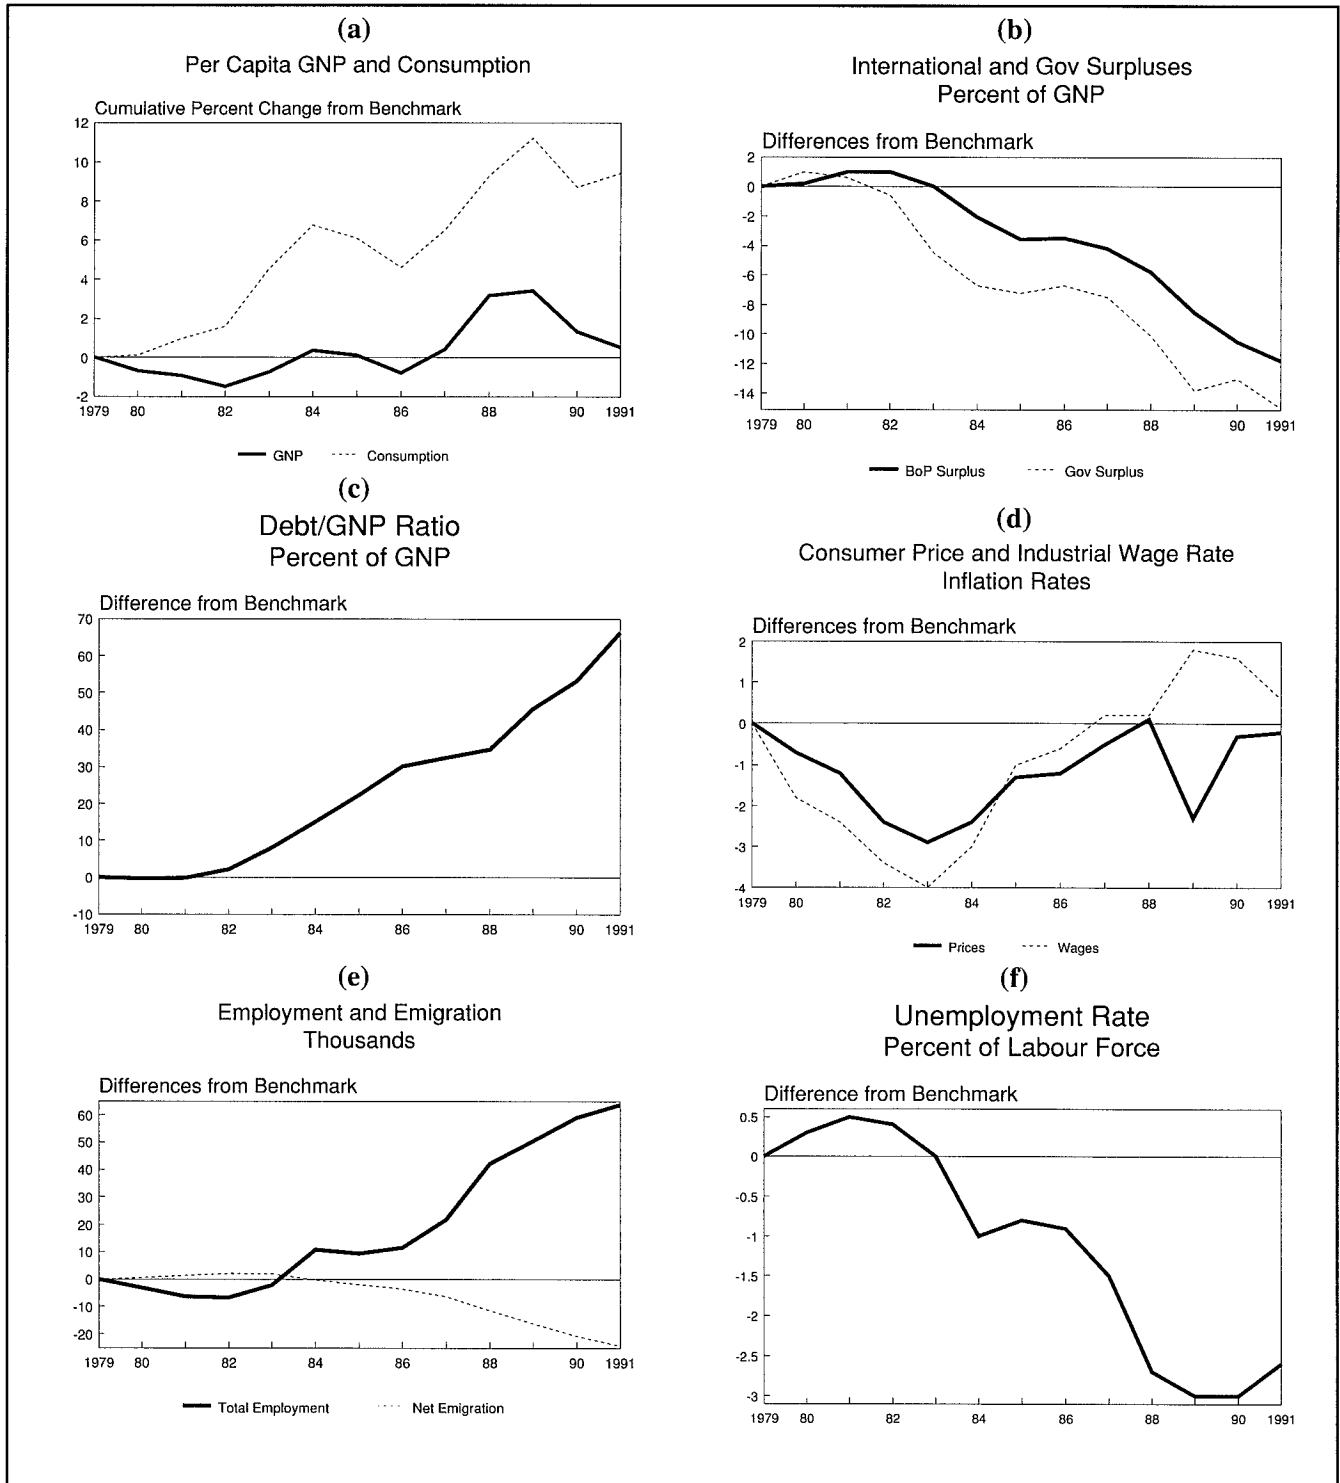 (a)
Per Capita GNP and Consumption
Cumulative Percent Change from Benchmark
12
10
8
6
4
2
0
-2
1979 80 82 84 86 88 90 1991
GNP Consumption
(b)
International and Gov Surpluses
Percent of GNP
Differences from Benchmark
2
0
-2
-4
-6
-8
-10
-12
-14
1979 80 82 84 86 88 90 1991
BoP Surplus Gov Surplus
(c)
Debt/GNP Ratio
Percent of GNP
Difference from Benchmark
70
60
50
40
30
20
10
0
-10
1979 80 82 84 86 88 90 1991
(d)
Consumer Price and Industrial Wage Rate
Inflation Rates
Differences from Benchmark
2
1
0
-1
-2
-3
-4
1979 80 82 84 86 88 90 1991
Prices Wages
(e)
Employment and Emigration
Thousands
Differences from Benchmark
60
50
40
30
20
10
0
-10
-20
1979 80 82 84 86 88 90 1991
Total Employment Net Emigration
(f)
Unemployment Rate
Percent of Labour Force
Difference from Benchmark
0.5
0
-0.5
-1
-1.5
-2
-2.5
-3
1979 80 82 84 86 88 90 1991